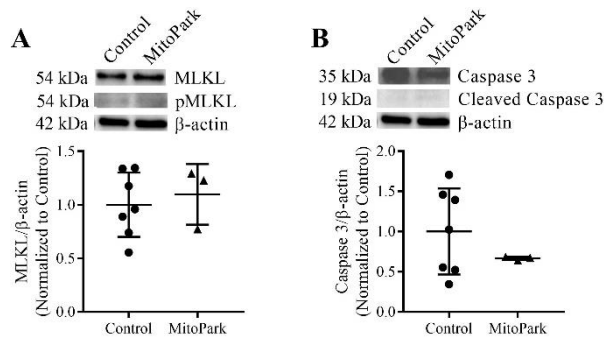 A
Control
MitoPark
54 kDa
MLKL
54 kDa
pMLKL
42 kDa
β-actin
MLKL/β-actin
(Normalized to Control)
1.5
1.0
0.5
0.0
Control
MitoPark
B
Control
MitoPark
35 kDa
Caspase 3
19 kDa
Cleaved Caspase 3
42 kDa
β-actin
Caspase 3/β-actin
(Normalized to Control)
2.0
1.5
1.0
0.5
0.0
Control
MitoPark